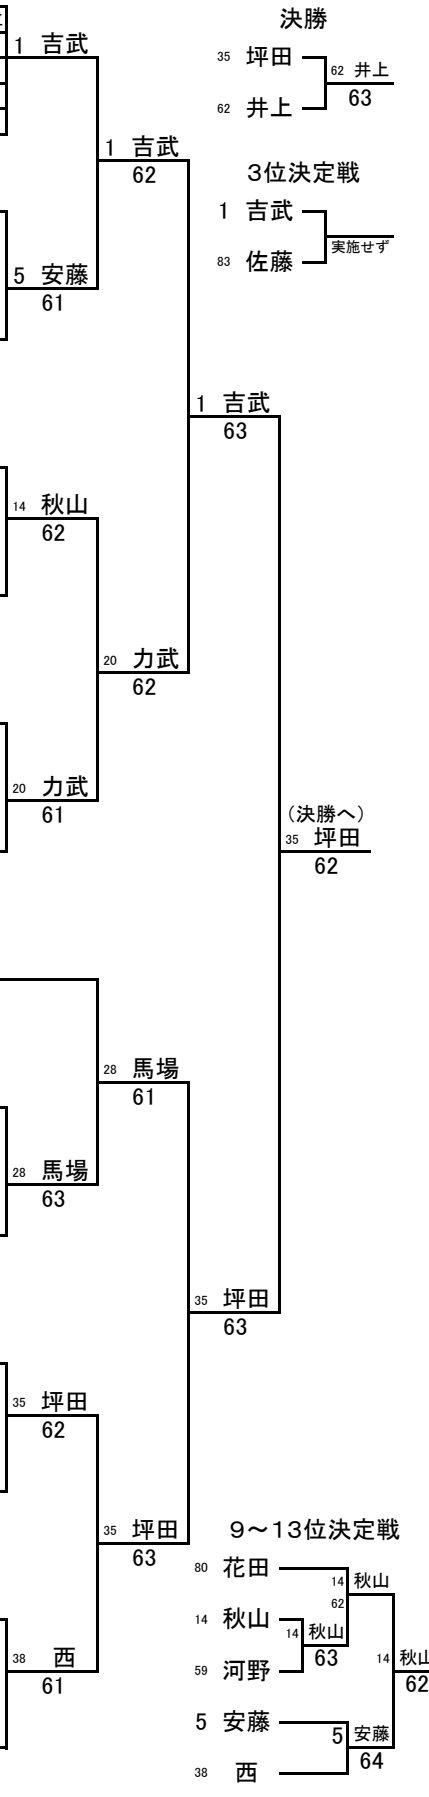 決勝
1 吉武
35 坪田
62 井上
63
62 井上
1 吉武
62
3位決定戦
1 吉武
実施せず
83 佐藤
5 安藤
61
1 吉武
63
14 秋山
62
20 力武
62
20 力武
61
（決勝へ）
35 坪田
62
28 馬場
61
28 馬場
63
35 坪田
63
35 坪田
62
35 坪田
63
38 西
61
9～13位決定戦
80 花田
14 秋山
62
14 秋山
14 秋山
63
59 河野
14 秋山
62
5 安藤
5 安藤
64
38 西